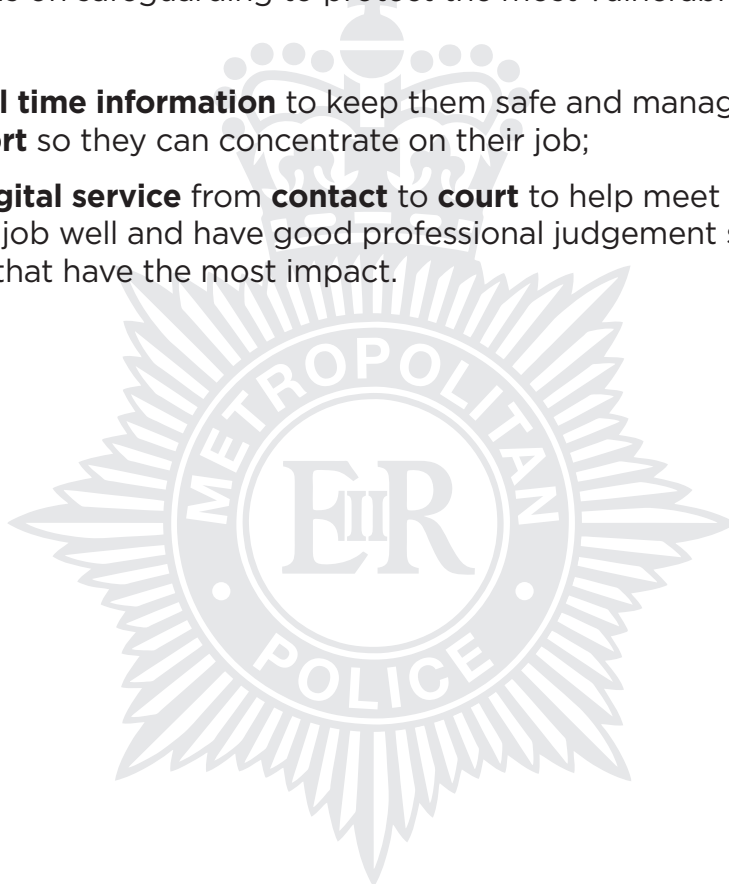 on safeguarding to protect the most
l time information to keep them safe and manag
ort so they can concentrate on their job;
gital service from contact to court to help meet
job well and have good professional judgement s
that have the most impact.
METROPOLITAN
EIIR
POLICE